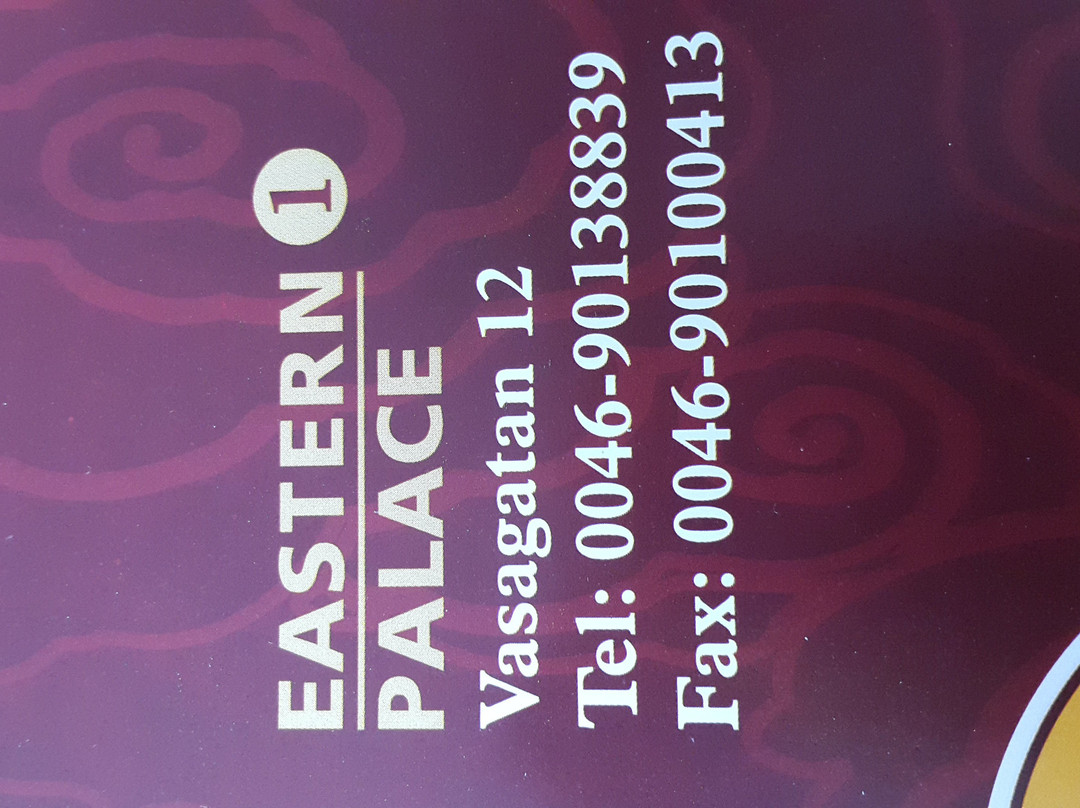 EASTERN 1
PALACE
Vasagatan 12
Tel: 0046-90138839
Fax: 0046-90100413